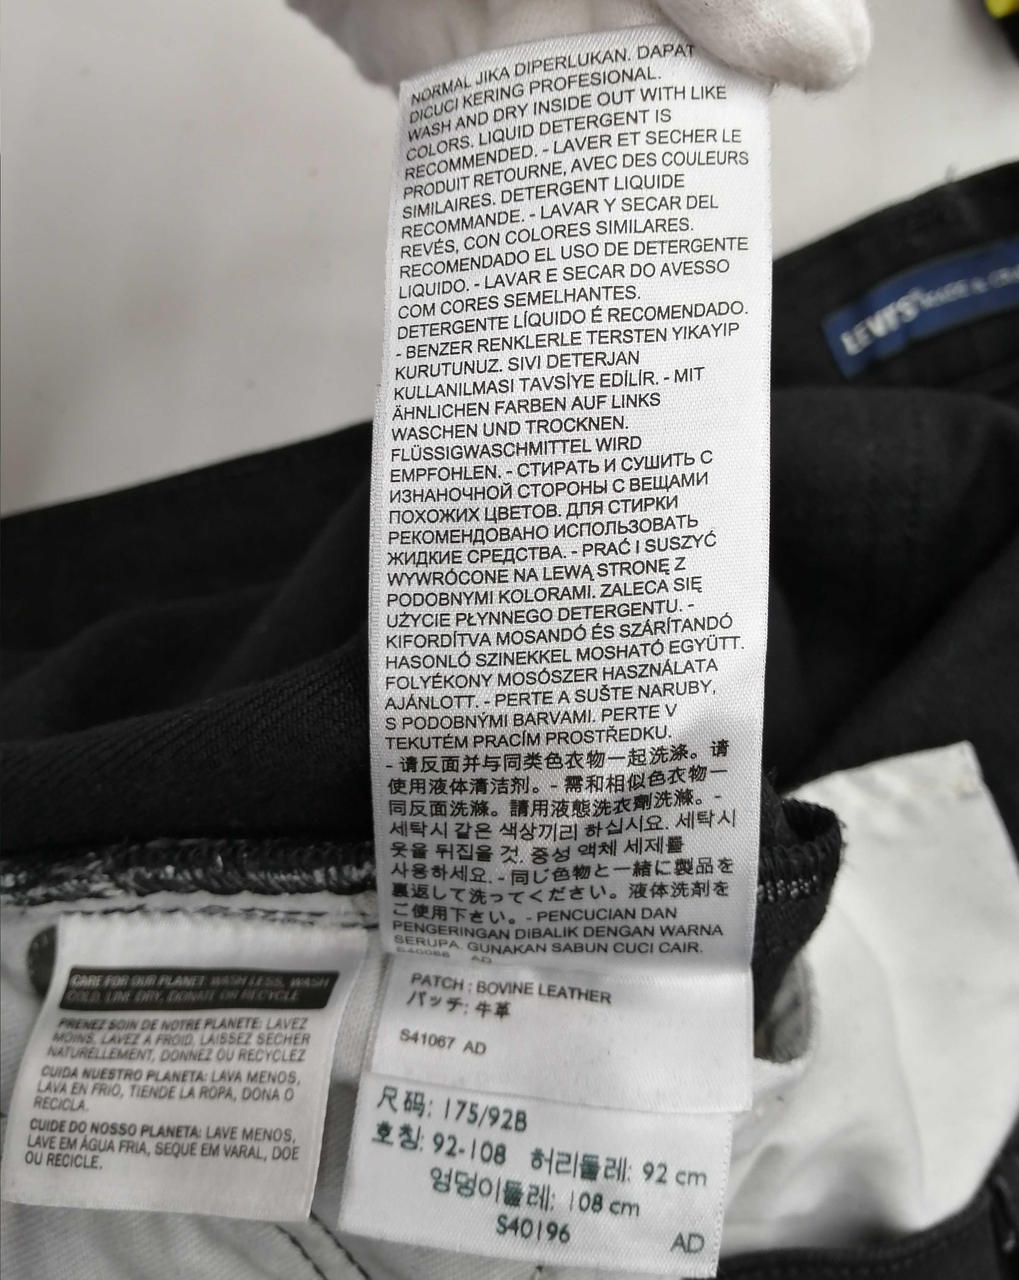 NORMAL JIKA DIPERLUKAN. DAPAT
DICUCI KERING PROFESIONAL.
WASH AND DRY INSIDE OUT WITH LIKE
COLORS. LIQUID DETERGENT IS
RECOMMENDED. - LAVER ET SECHER LE
PRODUIT RETOURNE, AVEC DES COULEURS
SIMILAIRES. DETERGENT LIQUIDE
RECOMMANDE. - LAVAR Y SECAR DEL
REVÉS, CON COLORES SIMILARES.
RECOMENDADO EL USO DE DETERGENTE
LIQUIDO. - LAVAR E SECAR DO AVESSO
COM CORES SEMELHANTES.
DETERGENTE LÍQUIDO É RECOMENDADO.
- BENZER RENKLERLE TERSTEN YIKAYIP
KURUTUNUZ. SIVI DETERJAN
KULLANILMASI TAVSİYE EDİLİR. - MIT
ÄHNLICHEN FARBEN AUF LINKS
WASCHEN UND TROCKNEN.
FLÜSSIGWASCHMITTEL WIRD
EMPFOHLEN. - СТИРАТЬ И СУШИТЬ С
ИЗНАНОЧНОЙ СТОРОНЫ С ВЕЩАМИ
ПОХОЖИХ ЦВЕТОВ. ДЛЯ СТИРКИ
РЕКОМЕНДОВАНО ИСПОЛЬЗОВАТЬ
ЖИДКИЕ СРЕДСТВА. - PRAĆ I SUSZYĆ
WYWRÓCONE NA LEWĄ STRONĘ Z
PODOBNYMI KOLORAMI. ZALECA SIĘ
UŻYCIE PŁYNNEGO DETERGENTU. -
KIFORDÍTVA MOSANDÓ ÉS SZÁRÍTANDÓ
HASONLÓ SZINEKKEL MOSHATÓ EGYÜTT.
FOLYÉKONY MOSÓSZER HASZNÁLATA
AJÁNLOTT. - PERTE A SUŠTE NARUBY,
S PODOBNÝMI BARVAMI. PERTE V
TEKUTÉM PRACÍM PROSTŘEDKU.
- 请反面并与同类色衣物一起洗涤。请
使用液体清洁剂。- 需和相似色衣物一
同反面洗滌。請用液態洗衣劑洗滌。-
세탁시 같은 색상끼리 하십시요. 세탁시
옷을 뒤집을 것. 중성 액체 세제를
사용하세요. - 同じ色物と一緒に製品を
裏返して洗ってください。液体洗剤を
ご使用下さい。- PENCUCIAN DAN
PENGERINGAN DIBALIK DENGAN WARNA
SERUPA. GUNAKAN SABUN CUCI CAIR.
AD
PATCH : BOVINE LEATHER
パッチ: 牛革
S41067 AD
尺码: 175/92B
호칭: 92-108 허리둘레: 92 cm
엉덩이둘레: 108 cm
S40196 AD
CARE FOR OUR PLANET: WASH LESS, WASH
COLD, LINE DRY, DONATE OR RECYCLE
PRENEZ SOIN DE NOTRE PLANETE: LAVEZ
MOINS, LAVEZ A FROID, LAISSEZ SECHER
NATURELLEMENT, DONNEZ OU RECYCLEZ
CUIDA NUESTRO PLANETA: LAVA MENOS,
LAVA EN FRIO, TIENDE LA ROPA, DONA O
RECICLA.
CUIDE DO NOSSO PLANETA: LAVE MENOS,
LAVE EM ÁGUA FRIA, SEQUE EM VARAL, DOE
OU RECICLE.
LEVI'S MADE &